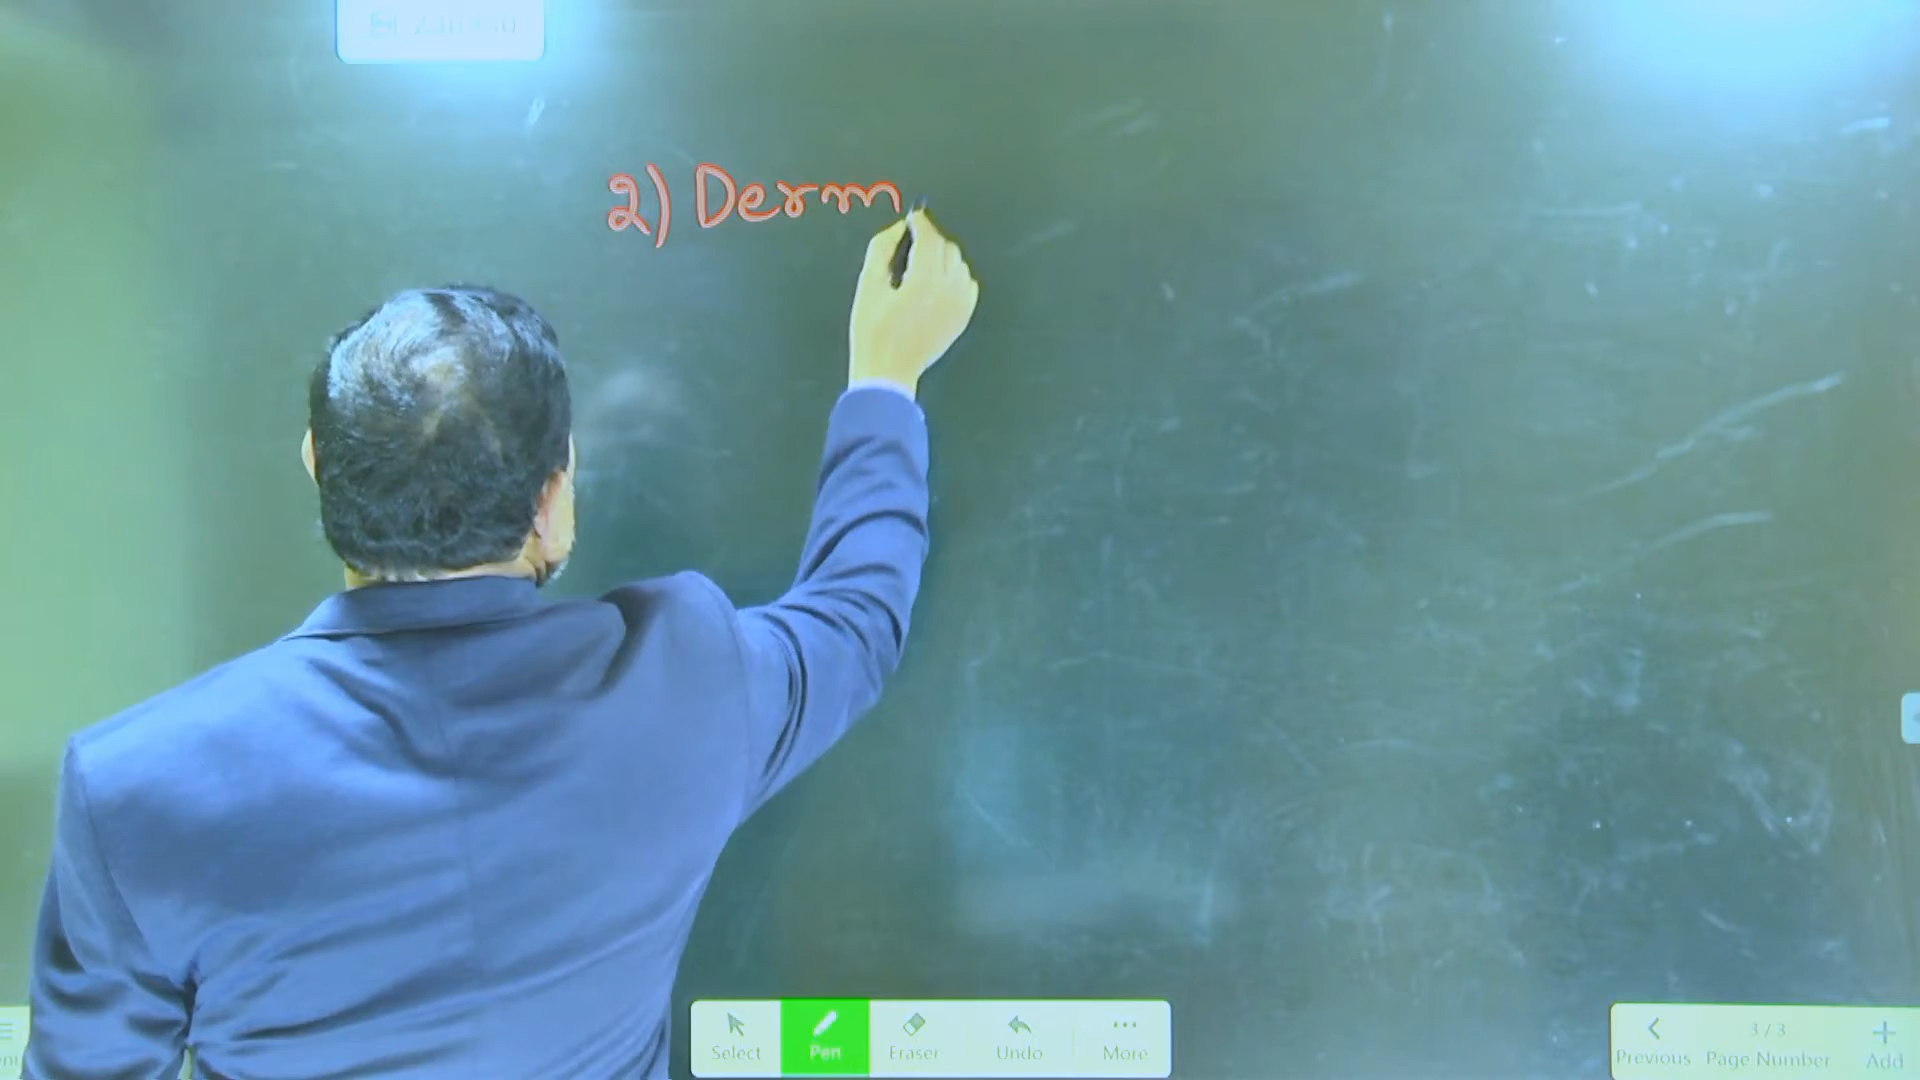 2) Derm
Select
Pen
Eraser
Undo
More
3 / 3
Previous
Page Number
Add